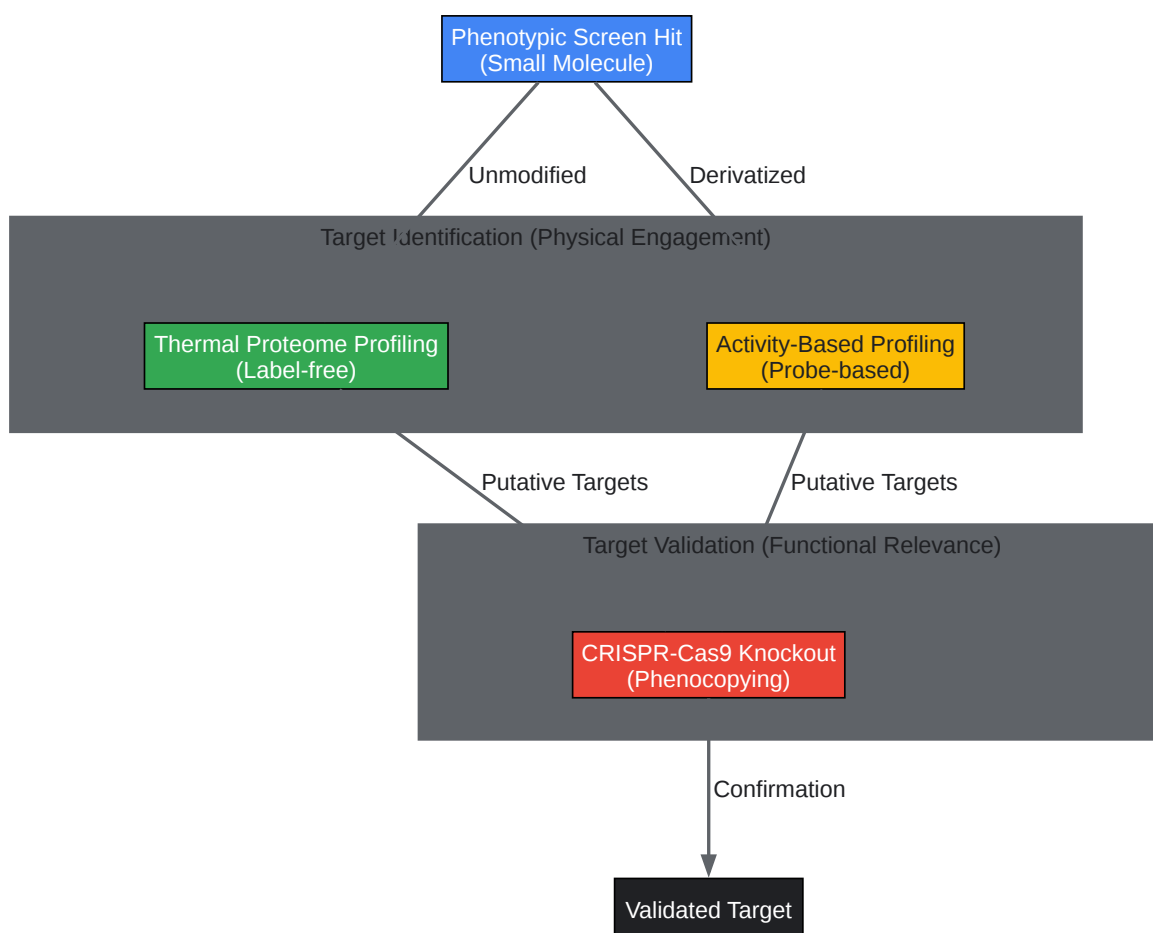 Phenotypic Screen Hit
(Small Molecule)
Unmodified
Derivatized
Target Identification (Physical Engagement)
Thermal Proteome Profiling
(Label-free)
Activity-Based Profiling
(Probe-based)
Putative Targets
Putative Targets
Target Validation (Functional Relevance)
CRISPR-Cas9 Knockout
(Phenocopying)
Confirmation
Validated Target